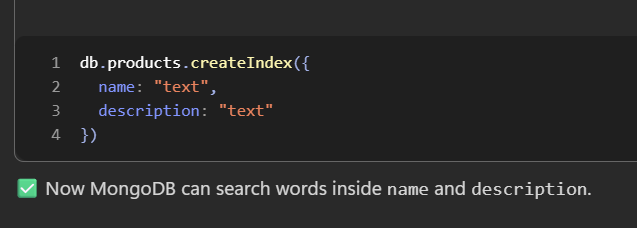 1 db.products.createIndex({
2   name: "text",
3   description: "text"
4 })
✅ Now MongoDB can search words inside name and description.